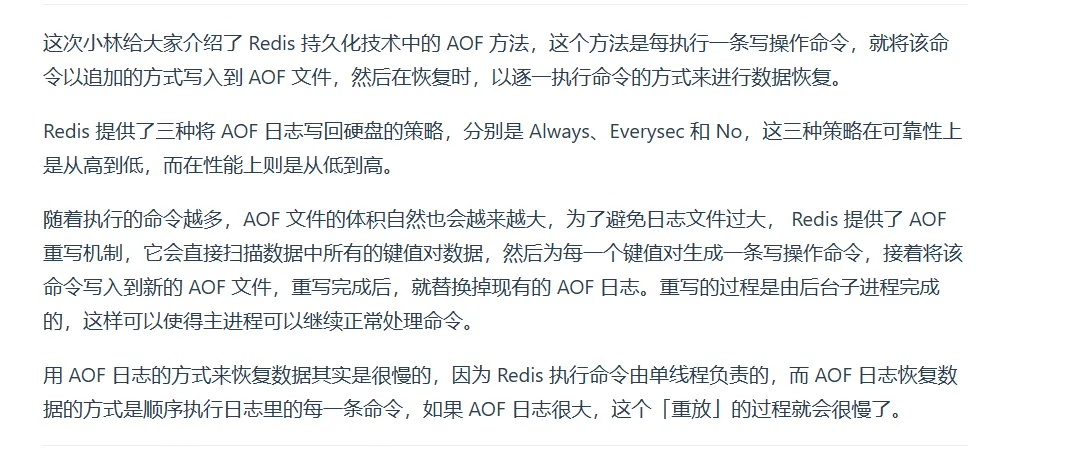 这次小林给大家介绍了 Redis 持久化技术中的 AOF 方法，这个方法是每执行一条写操作命令，就将该命
令以追加的方式写入到 AOF 文件，然后在恢复时，以逐一执行命令的方式来进行数据恢复。
Redis 提供了三种将 AOF 日志写回硬盘的策略，分别是 Always、Everysec 和 No，这三种策略在可靠性上
是从高到低，而在性能上则是从低到高。
随着执行的命令越多，AOF 文件的体积自然也会越来越大，为了避免日志文件过大， Redis 提供了 AOF
重写机制，它会直接扫描数据中所有的键值对数据，然后为每一个键值对生成一条写操作命令，接着将该
命令写入到新的 AOF 文件，重写完成后，就替换掉现有的 AOF 日志。重写的过程是由后台子进程完成
的，这样可以使得主进程可以继续正常处理命令。
用 AOF 日志的方式来恢复数据其实是很慢的，因为 Redis 执行命令由单线程负责的，而 AOF 日志恢复数
据的方式是顺序执行日志里的每一条命令，如果 AOF 日志很大，这个「重放」的过程就会很慢了。